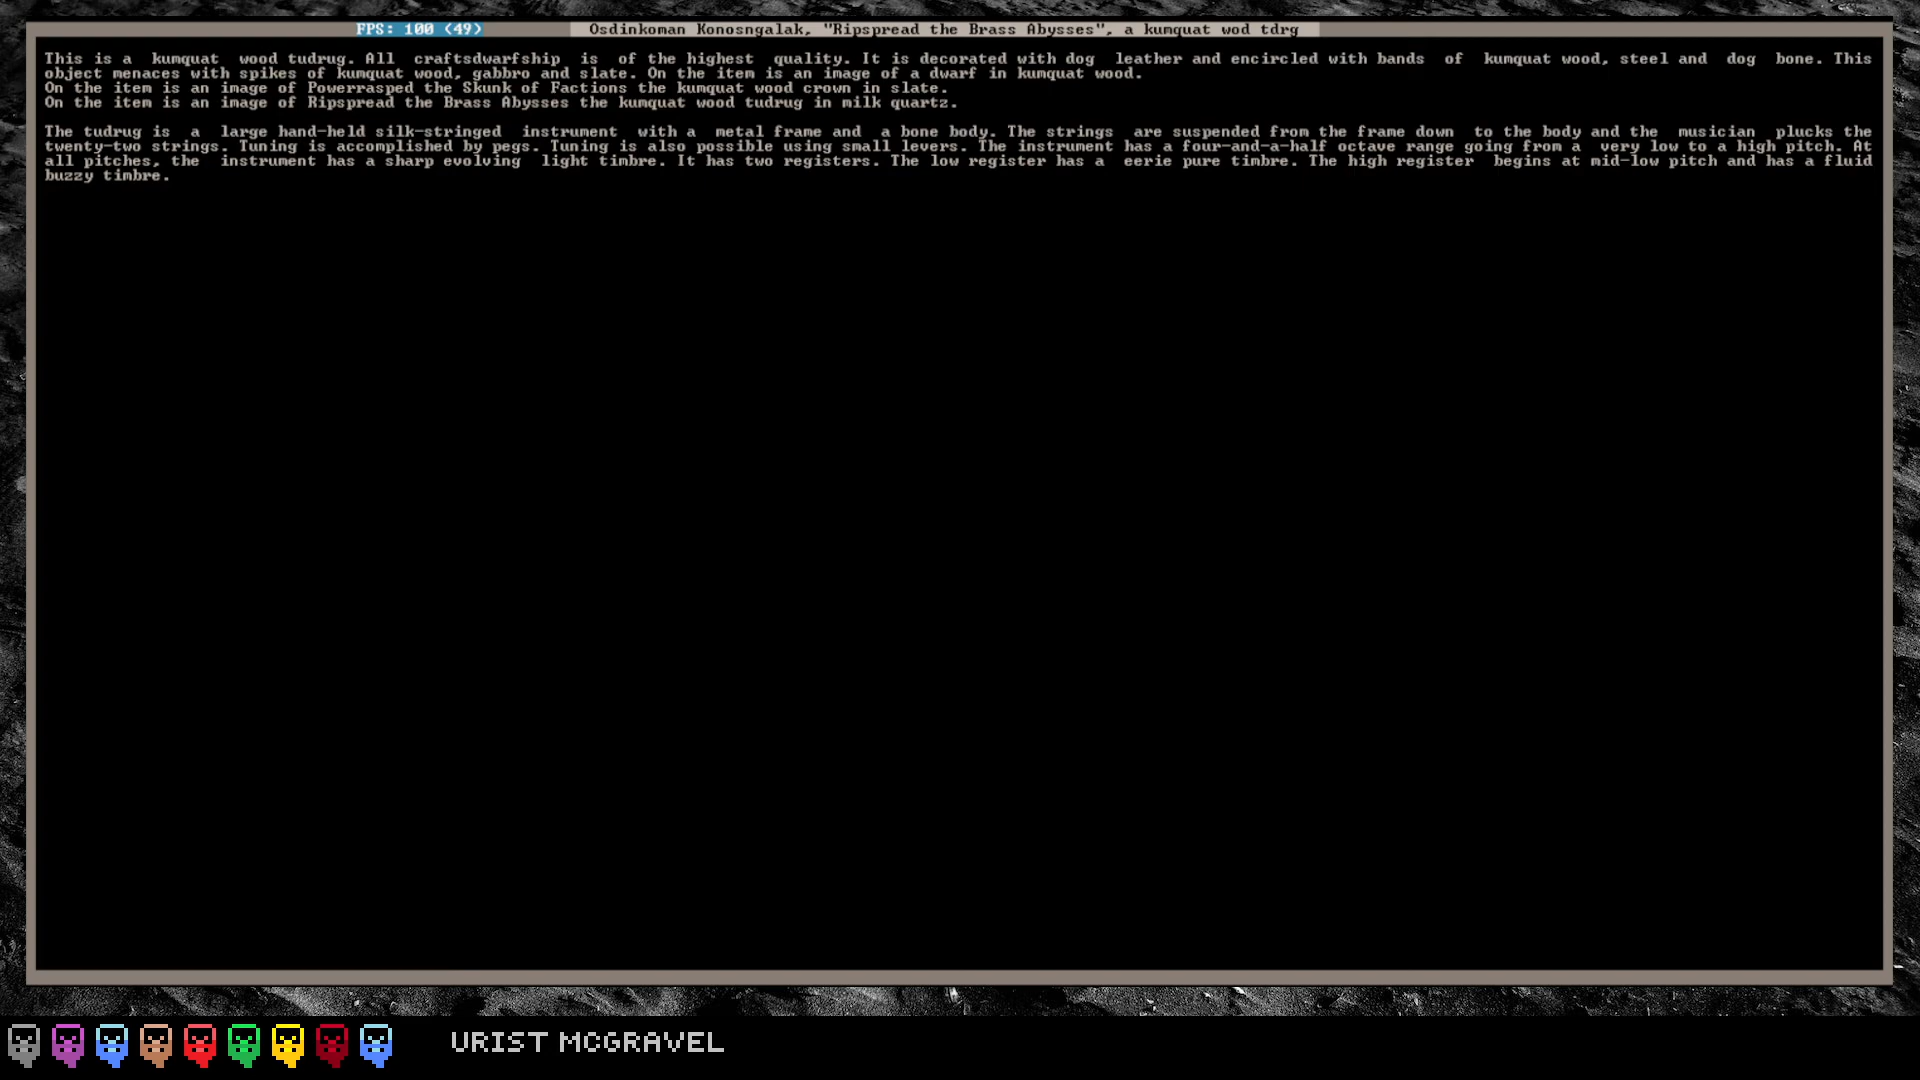 FPS: 100 (49)
Osdinkoman Konosngalak, "Ripspread the Brass Abysses", a kumquat wod tdrg
This is a kumquat wood tudrug. All craftsdwarfship is of the highest quality. It is decorated with dog leather and encircled with bands of kumquat wood, steel and dog bone. This
object menaces with spikes of kumquat wood, gabbro and slate. On the item is an image of a dwarf in kumquat wood.
On the item is an image of Powerrasped the Skunk of Factions the kumquat wood crown in slate.
On the item is an image of Ripspread the Brass Abysses the kumquat wood tudrug in milk quartz.
The tudrug is a large hand-held silk-stringed instrument with a metal frame and a bone body. The strings are suspended from the frame down to the body and the musician plucks the
twenty-two strings. Tuning is accomplished by pegs. Tuning is also possible using small levers. The instrument has a four-and-a-half octave range going from a very low to a high pitch. At
all pitches, the instrument has a sharp evolving light timbre. It has two registers. The low register has a eerie pure timbre. The high register begins at mid-low pitch and has a fluid
buzzy timbre.
URIST MCGRAVEL